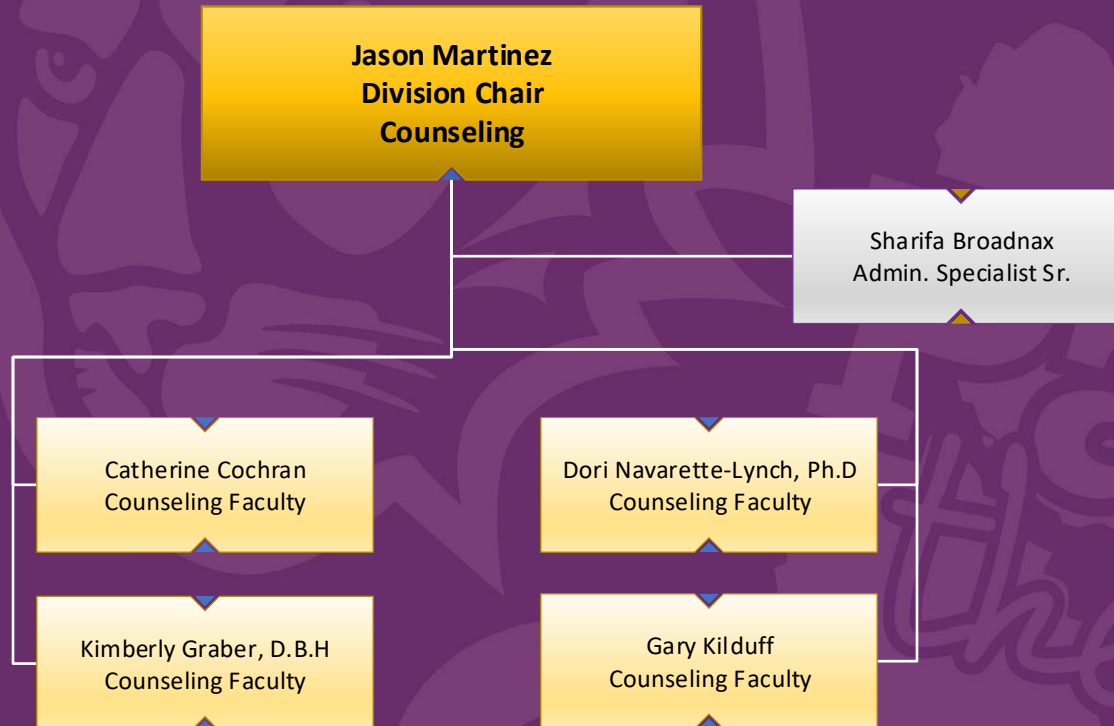 Jason Martinez
Division Chair
Counseling
Sharifa Broadnax
Admin. Specialist Sr.
Catherine Cochran
Counseling Faculty
Dori Navarette-Lynch, Ph.D
Counseling Faculty
Kimberly Graber, D.B.H
Counseling Faculty
Gary Kilduff
Counseling Faculty
the